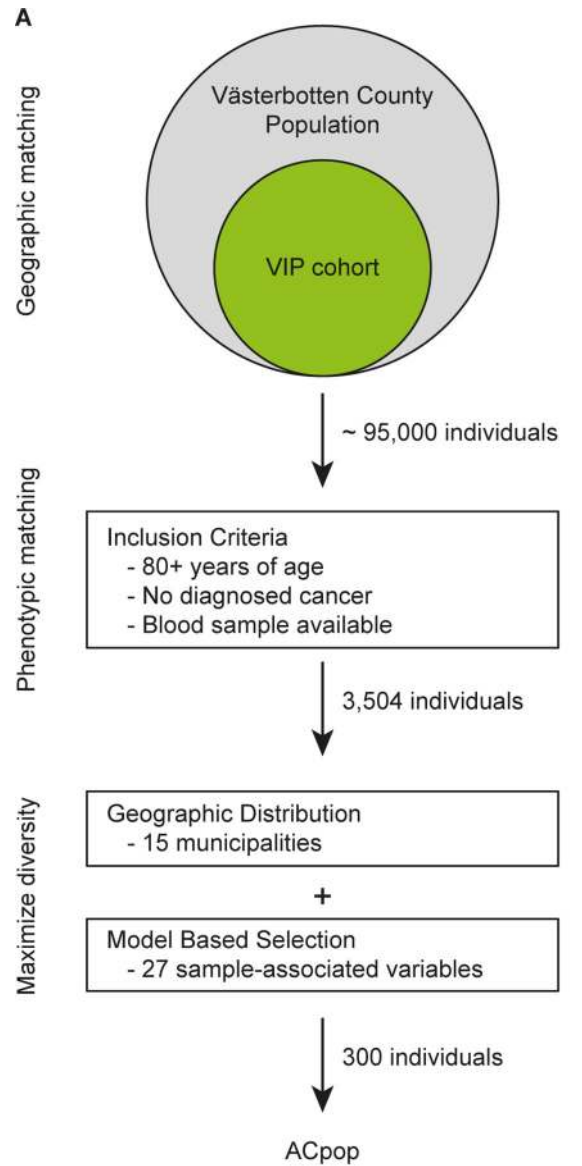 A
Geographic matching
Västerbotten County
Population
VIP cohort
~ 95,000 individuals
Phenotypic matching
Inclusion Criteria
- 80+ years of age
- No diagnosed cancer
- Blood sample available
3,504 individuals
Maximize diversity
Geographic Distribution
- 15 municipalities
+
Model Based Selection
- 27 sample-associated variables
300 individuals
ACpop